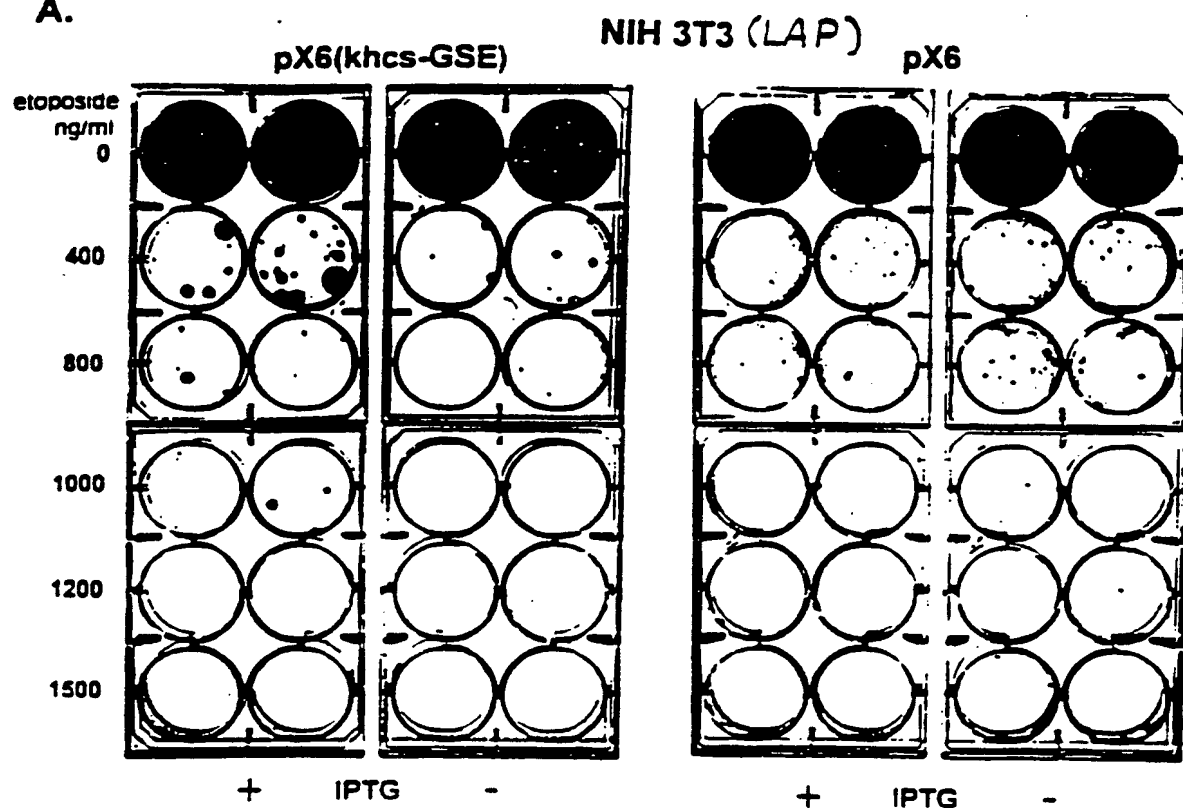 A.
NIH 3T3 (LAP)
pX6(khcs-GSE)
pX6
etoposide
ng/ml
0
400
800
1000
1200
1500
+ IPTG -
+ IPTG -